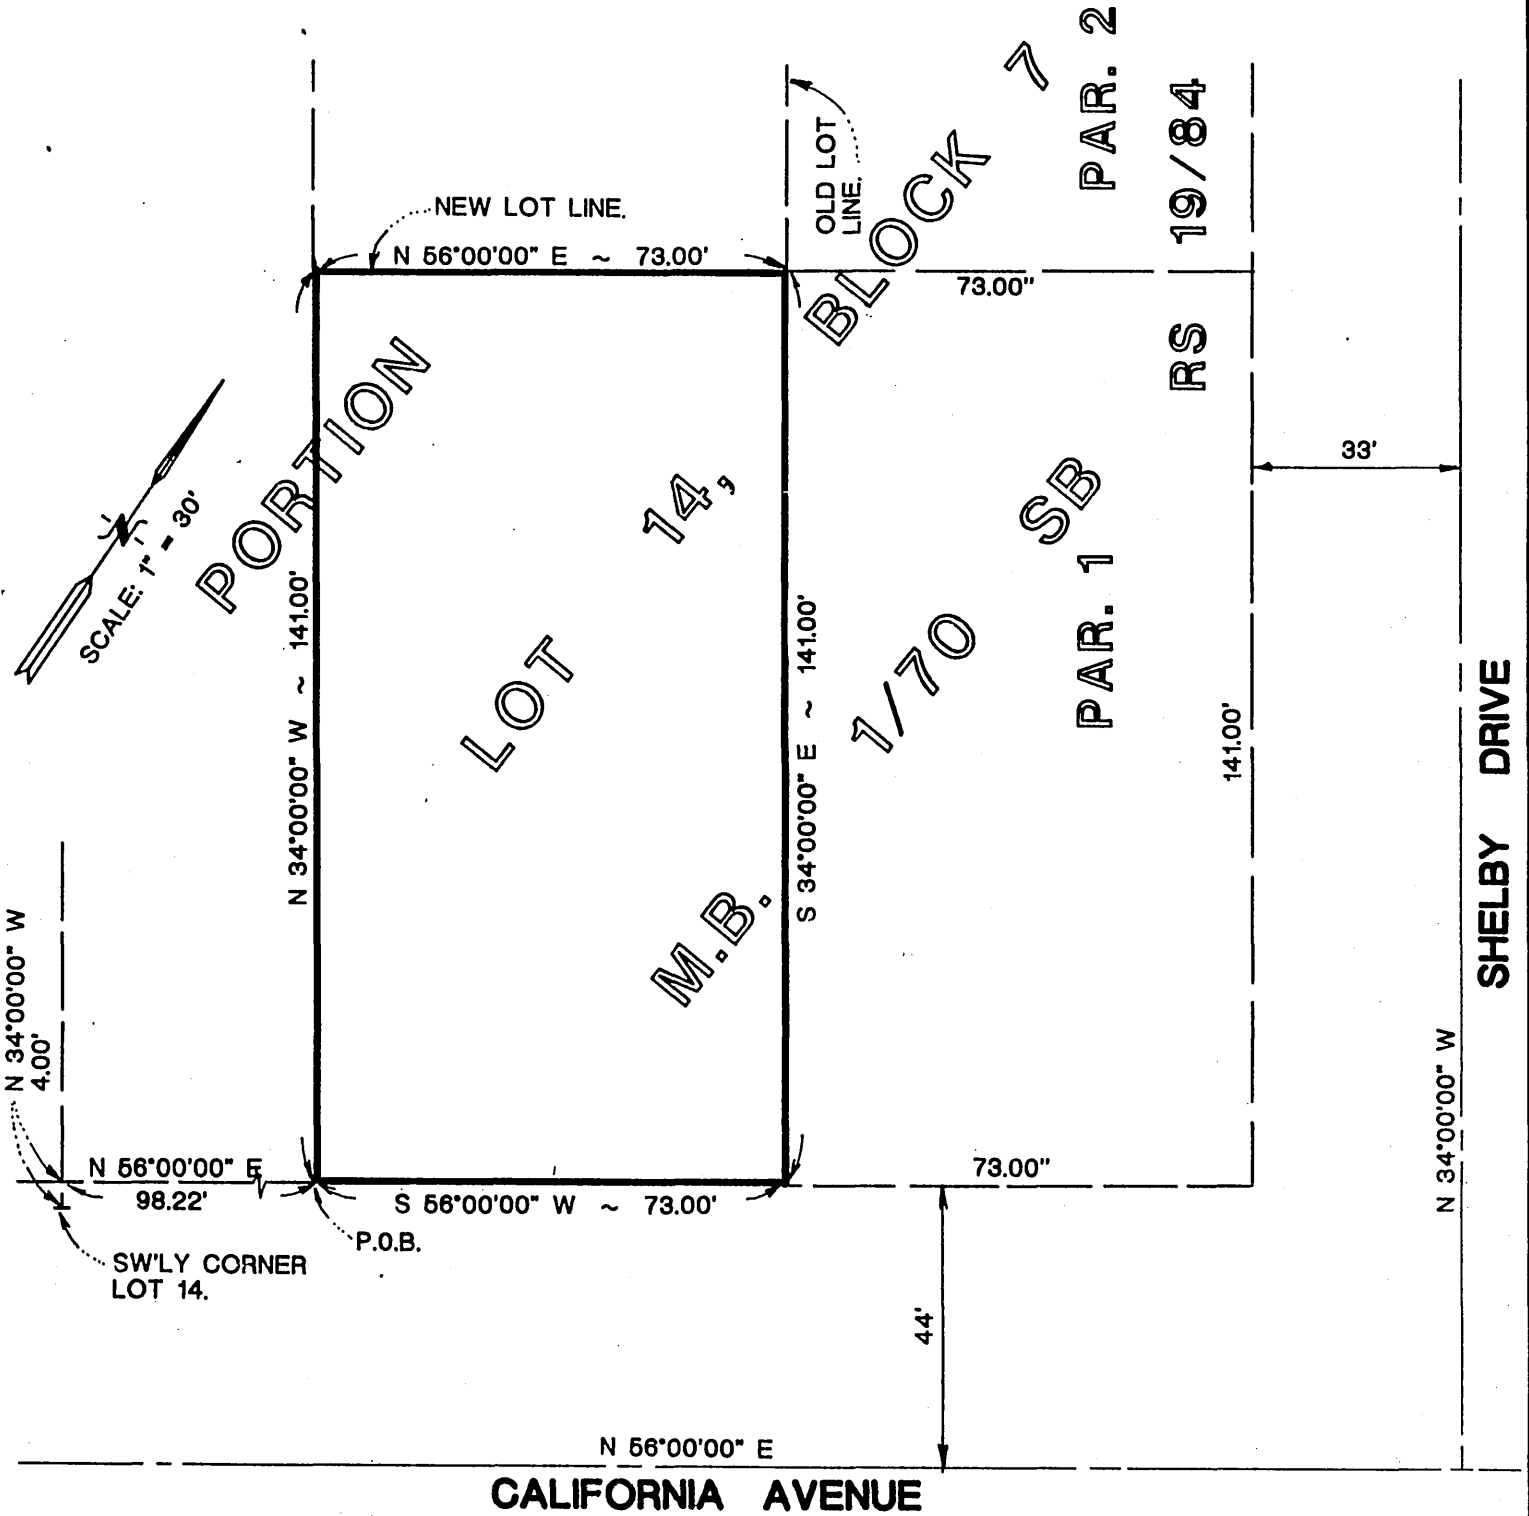 PORTION
LOT 14,
BLOCK 7
M.B. 1/70 SB
PAR. 2
PAR. 1
RS 19/84
OLD LOT
LINE.
NEW LOT LINE.
N 56°00'00" E ~ 73.00'
73.00"
33'
SCALE: 1" = 30'
N
N 34°00'00" W ~ 141.00'
S 34°00'00" E ~ 141.00'
141.00'
SHELBY DRIVE
N 34°00'00" W
N 34°00'00" W
4.00'
N 56°00'00" E
98.22'
S 56°00'00" W ~ 73.00'
73.00"
P.O.B.
SW'LY CORNER
LOT 14.
44'
N 56°00'00" E
CALIFORNIA AVENUE